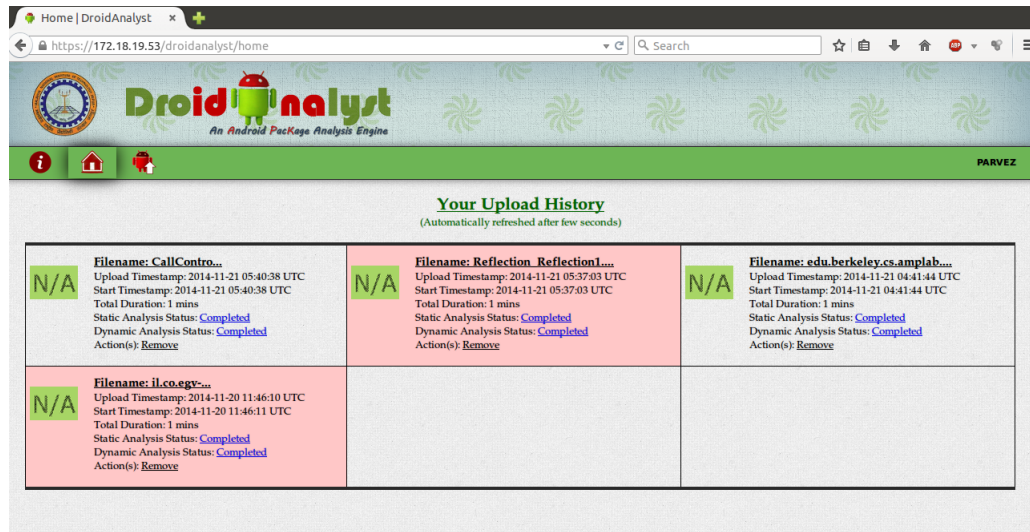 Home | DroidAnalyst
https://172.18.19.53/droidanalyst/home
Search
ABP
DroidAnalyst
An Android PacKage Analysis Engine
PARVEZ
Your Upload History
(Automatically refreshed after few seconds)
N/A
Filename: CallContro...
Upload Timestamp: 2014-11-21 05:40:38 UTC
Start Timestamp: 2014-11-21 05:40:38 UTC
Total Duration: 1 mins
Static Analysis Status: Completed
Dynamic Analysis Status: Completed
Action(s): Remove
N/A
Filename: Reflection_Reflection1....
Upload Timestamp: 2014-11-21 05:37:03 UTC
Start Timestamp: 2014-11-21 05:37:03 UTC
Total Duration: 1 mins
Static Analysis Status: Completed
Dynamic Analysis Status: Completed
Action(s): Remove
N/A
Filename: edu.berkeley.cs.amplab....
Upload Timestamp: 2014-11-21 04:41:44 UTC
Start Timestamp: 2014-11-21 04:41:44 UTC
Total Duration: 1 mins
Static Analysis Status: Completed
Dynamic Analysis Status: Completed
Action(s): Remove
N/A
Filename: il.co.egv-...
Upload Timestamp: 2014-11-20 11:46:10 UTC
Start Timestamp: 2014-11-20 11:46:11 UTC
Total Duration: 1 mins
Static Analysis Status: Completed
Dynamic Analysis Status: Completed
Action(s): Remove